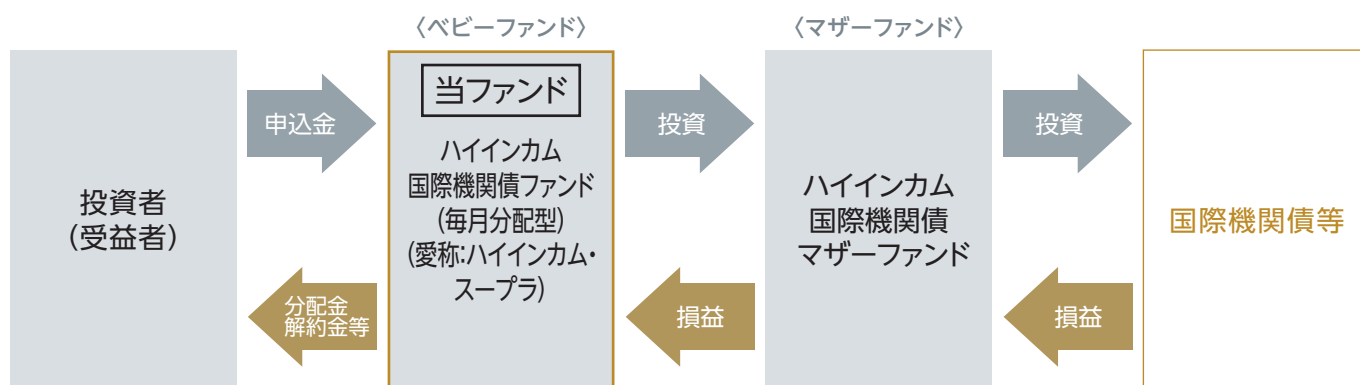 〈ベビーファンド〉
〈マザーファンド〉
投資者
(受益者)
申込金
分配金
解約金等
当ファンド
ハイインカム
国際機関債ファンド
(毎月分配型)
(愛称:ハイインカム・
スープラ)
投資
損益
ハイインカム
国際機関債
マザーファンド
投資
損益
国際機関債等